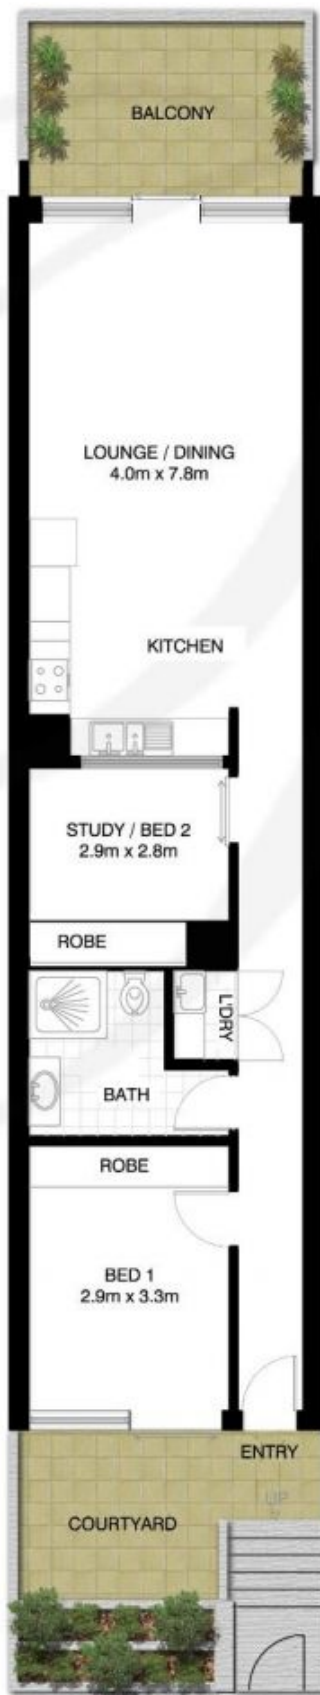 BALCONY
LOUNGE / DINING
4.0m x 7.8m
KITCHEN
STUDY / BED 2
2.9m x 2.8m
ROBE
L'DRY
BATH
ROBE
BED 1
2.9m x 3.3m
ENTRY
UP
COURTYARD